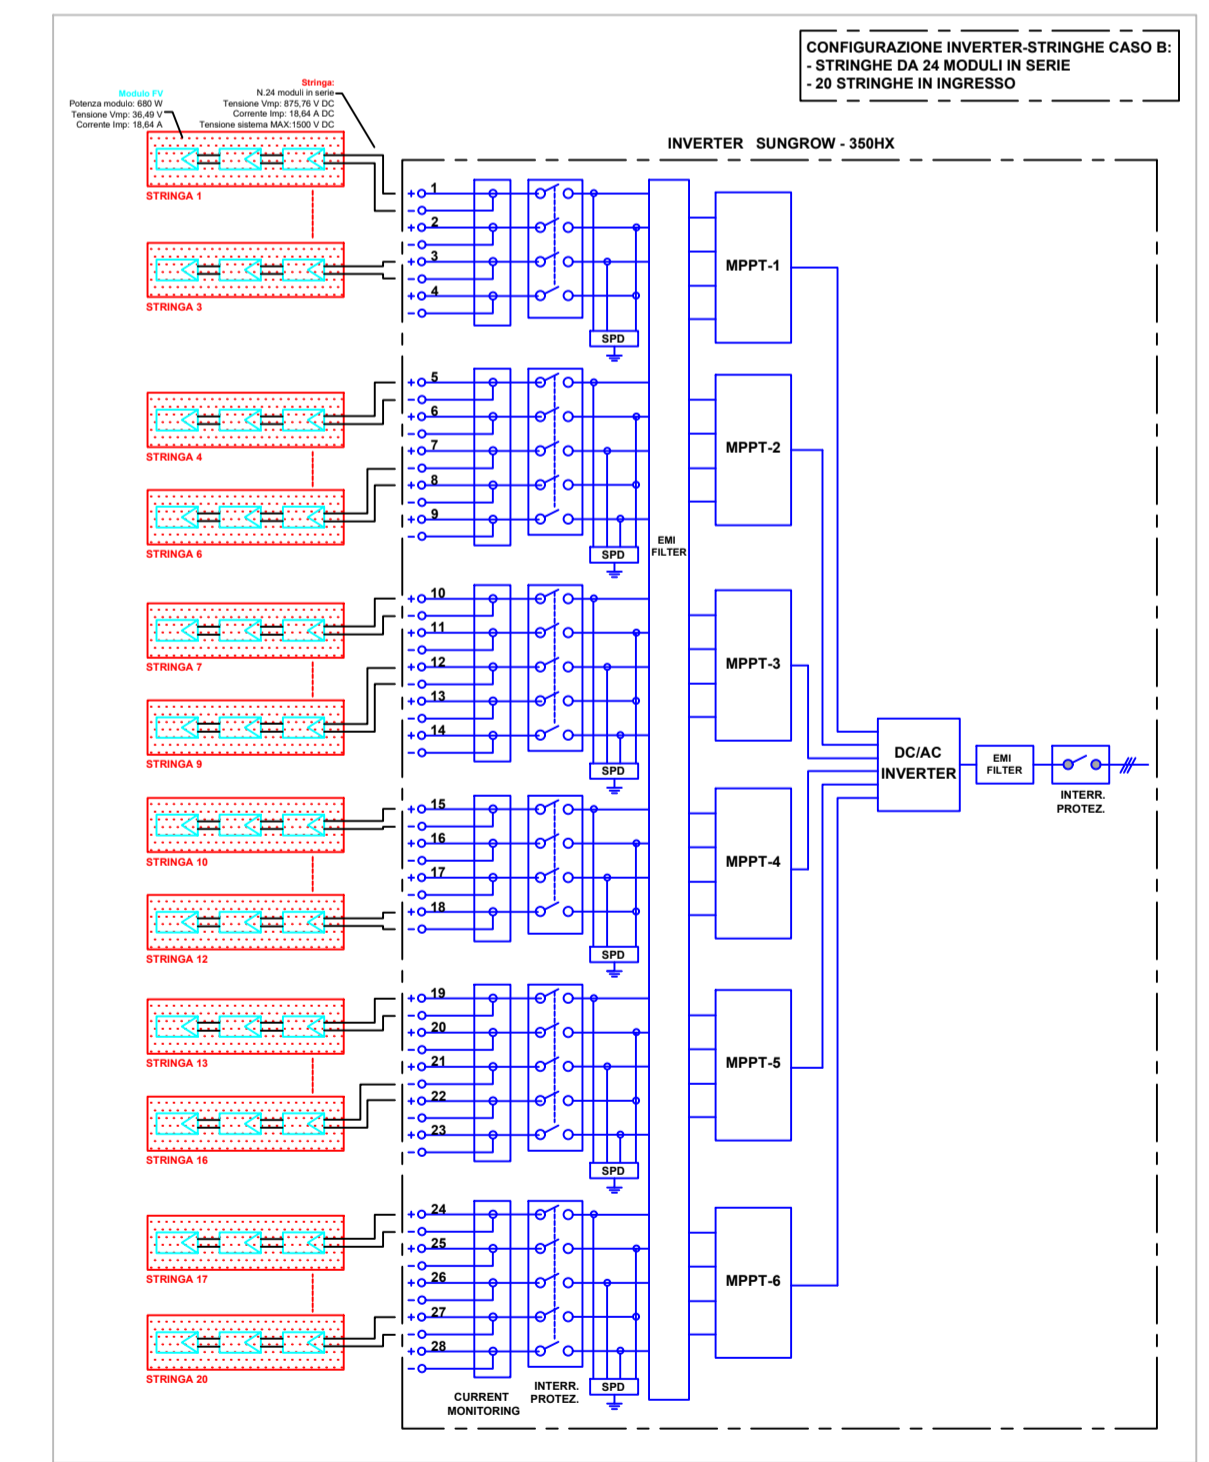 CONFIGURAZIONE INVERTER-STRINGHE CASO B:
- STRINGHE DA 24 MODULI IN SERIE
- 20 STRINGHE IN INGRESSO
Modulo FV
Potenza modulo: 680 W
Tensione Vmp: 36,49 V
Corrente Imp: 18,64 A
Stringa:
N.24 moduli in serie
Tensione Vmp: 875,76 V DC
Corrente Imp: 18,64 A DC
Tensione sistema MAX:1500 V DC
INVERTER SUNGROW - 350HX
STRINGA 1
STRINGA 3
+ 1
-
+ 2
-
+ 3
-
+ 4
-
SPD
MPPT-1
STRINGA 4
STRINGA 6
+ 5
-
+ 6
-
+ 7
-
+ 8
-
+ 9
-
SPD
MPPT-2
EMI
FILTER
STRINGA 7
STRINGA 9
+ 10
-
+ 11
-
+ 12
-
+ 13
-
+ 14
-
SPD
MPPT-3
DC/AC
INVERTER
EMI
FILTER
INTERR.
PROTEZ.
STRINGA 10
STRINGA 12
+ 15
-
+ 16
-
+ 17
-
+ 18
-
SPD
MPPT-4
STRINGA 13
STRINGA 16
+ 19
-
+ 20
-
+ 21
-
+ 22
-
+ 23
-
SPD
MPPT-5
STRINGA 17
STRINGA 20
+ 24
-
+ 25
-
+ 26
-
+ 27
-
+ 28
-
SPD
MPPT-6
CURRENT
MONITORING
INTERR.
PROTEZ.